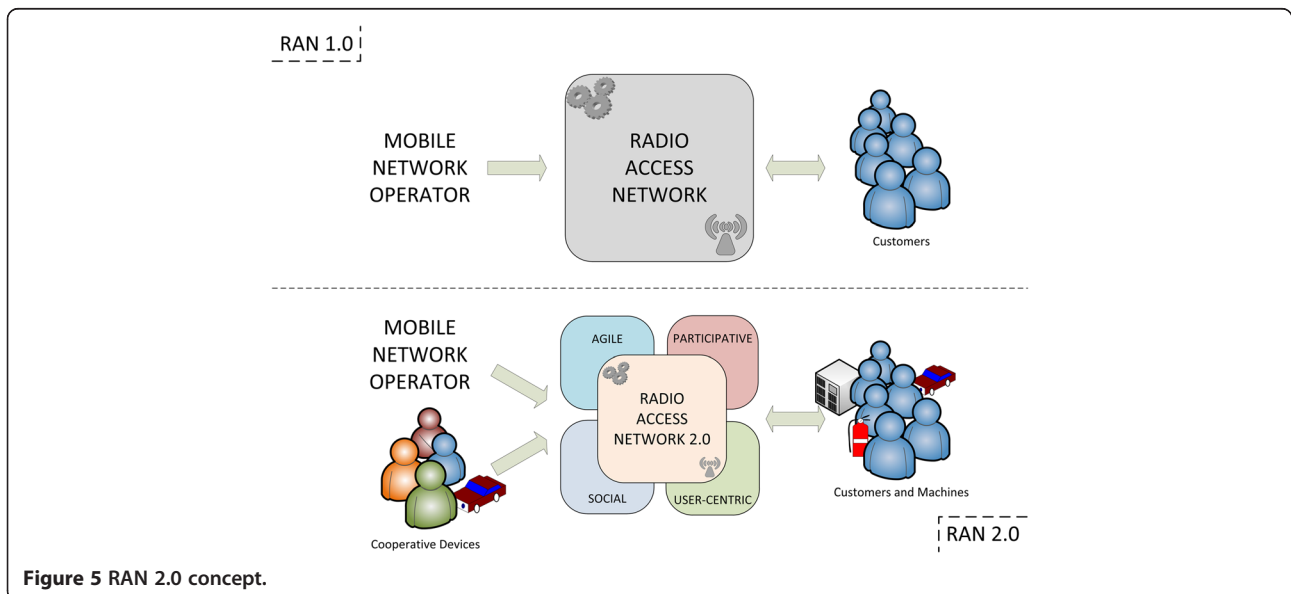 RAN 1.0
MOBILE
NETWORK
OPERATOR
RADIO
ACCESS
NETWORK
Customers
MOBILE
NETWORK
OPERATOR
AGILE
PARTICIPATIVE
RADIO
ACCESS
NETWORK 2.0
SOCIAL
USER-CENTRIC
Cooperative Devices
Customers and Machines
RAN 2.0
Figure 5 RAN 2.0 concept.